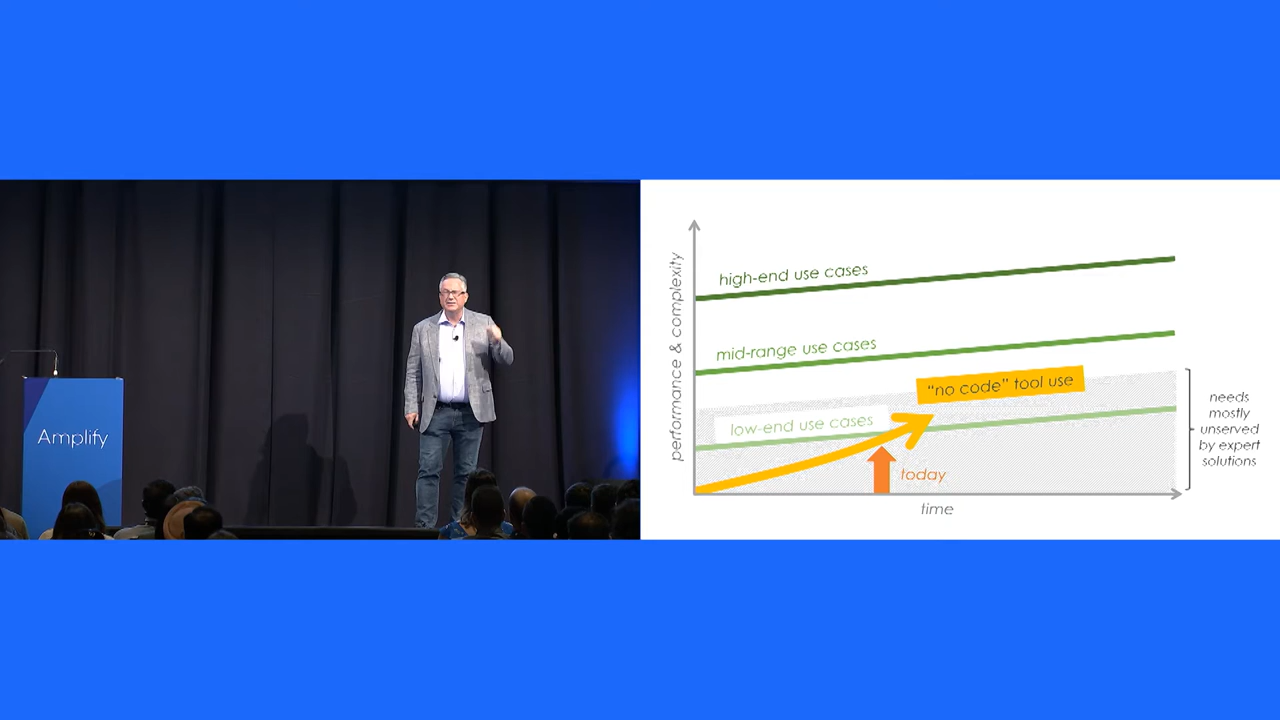 Amplify
performance & complexity
high-end use cases
mid-range use cases
"no code" tool use
low-end use cases
today
time
needs
mostly
unserved
by expert
solutions